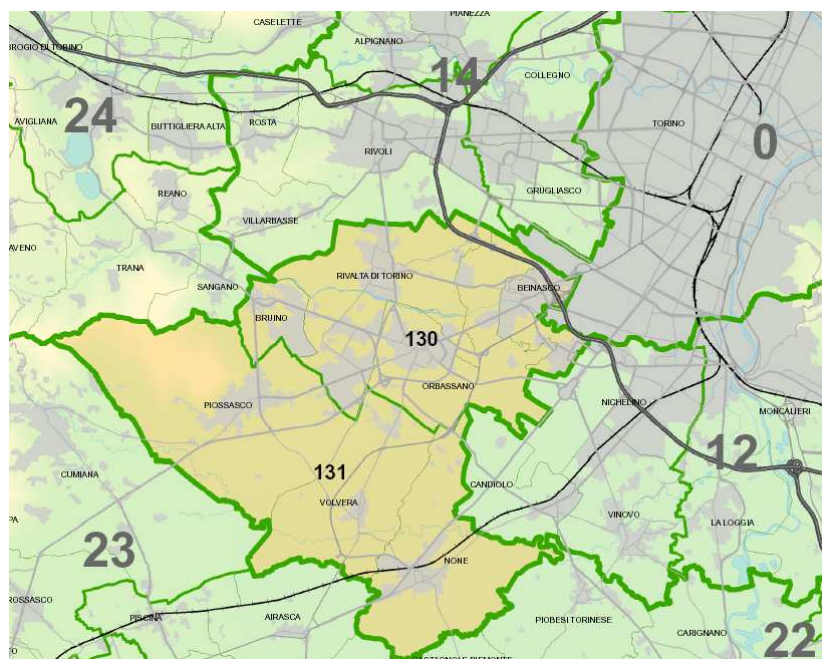 CASELETTE
PIANEZZA
BROGIO DI TORINO
ALPIGNANO
14
COLLEGNO
24
AVIGLIANA
BUTTIGLIERA ALTA
ROSTA
TORINO
0
RIVOLI
REANO
GRUGLIASCO
VILLARBASSE
AVENO
TRANA
SANGANO
RIVALTA DI TORINO
BEINASCO
BRUINO
130
ORBASSANO
PIOSSASCO
NICHELINO
MONCALIERI
12
CUMIANA
131
VOLVERA
CANDIOLO
VINOVO
LA LOGGIA
23
NONE
ROSSASCO
PISCINA
AIRASCA
PIOBESI TORINESE
CARIGNANO
22